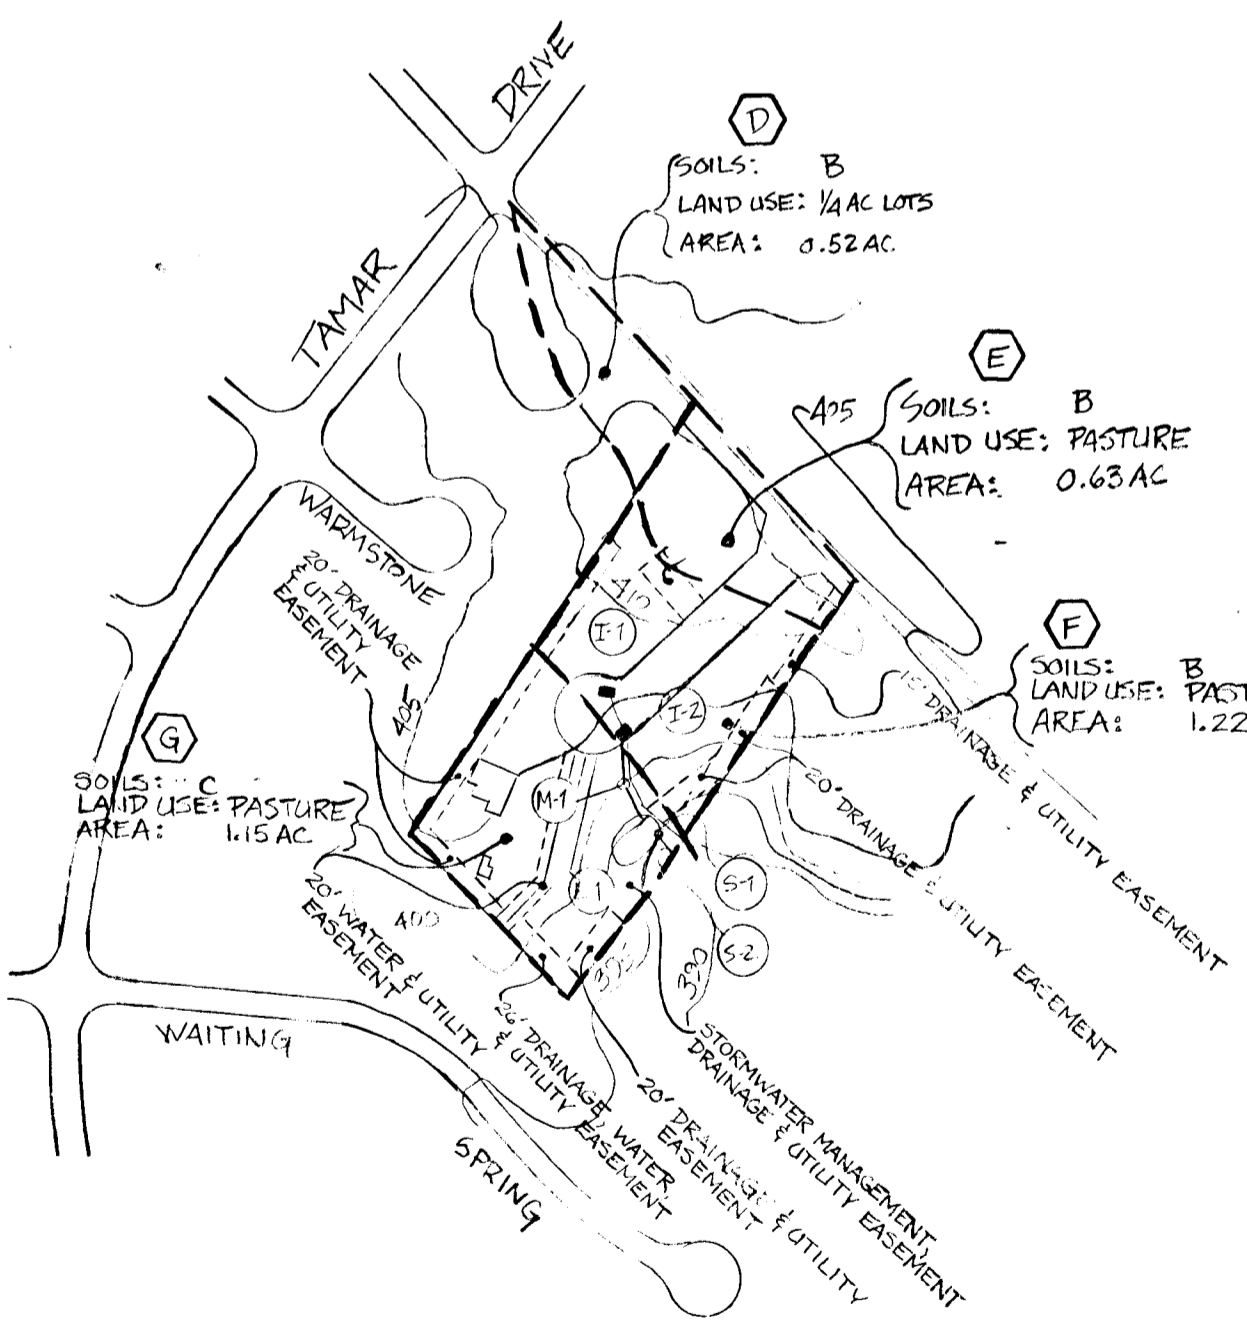 DRIVE
D
SOILS: B
LAND USE: 1/4 AC LOTS
AREA: 0.52 AC.
TAMAR
E
SOILS: B
LAND USE: PASTURE
AREA: 0.63 AC
405
WARMSTONE
20' DRAINAGE
& UTILITY
EASEMENT
410
I-1
F
SOILS: B
LAND USE: PAST
AREA: 1.22
I-2
405
G
SOILS: C
LAND USE: PASTURE
AREA: 1.15 AC
M-1
15' DRAINAGE & UTILITY EASEMENT
20' DRAINAGE & UTILITY EASEMENT
S-1
S-2
400
395
390
20' WATER & UTILITY
EASEMENT
WAITING
26' DRAINAGE, WATER,
& UTILITY EASEMENT
20' DRAINAGE & UTILITY
EASEMENT
STORMWATER MANAGEMENT,
DRAINAGE & UTILITY EASEMENT
SPRING